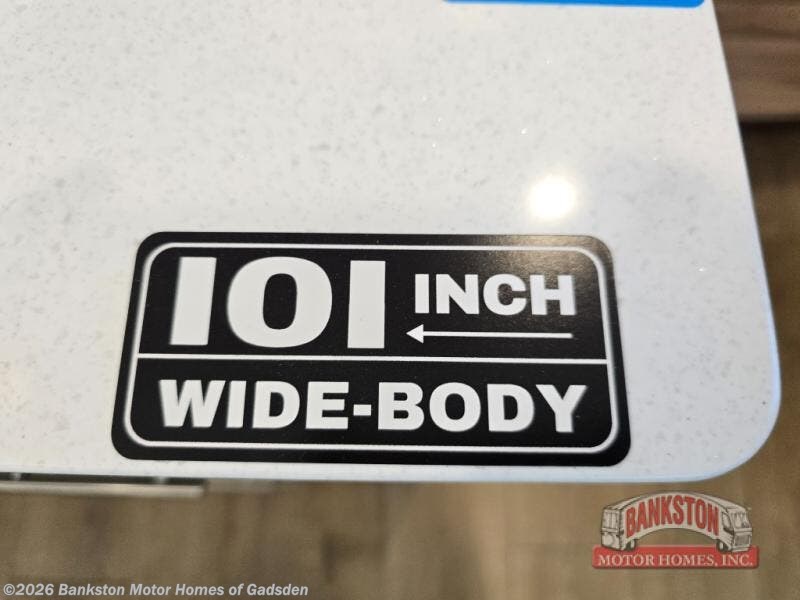 101 INCH
WIDE-BODY
BANKSTON
MOTOR HOMES, INC.
©2026 Bankston Motor Homes of Gadsden